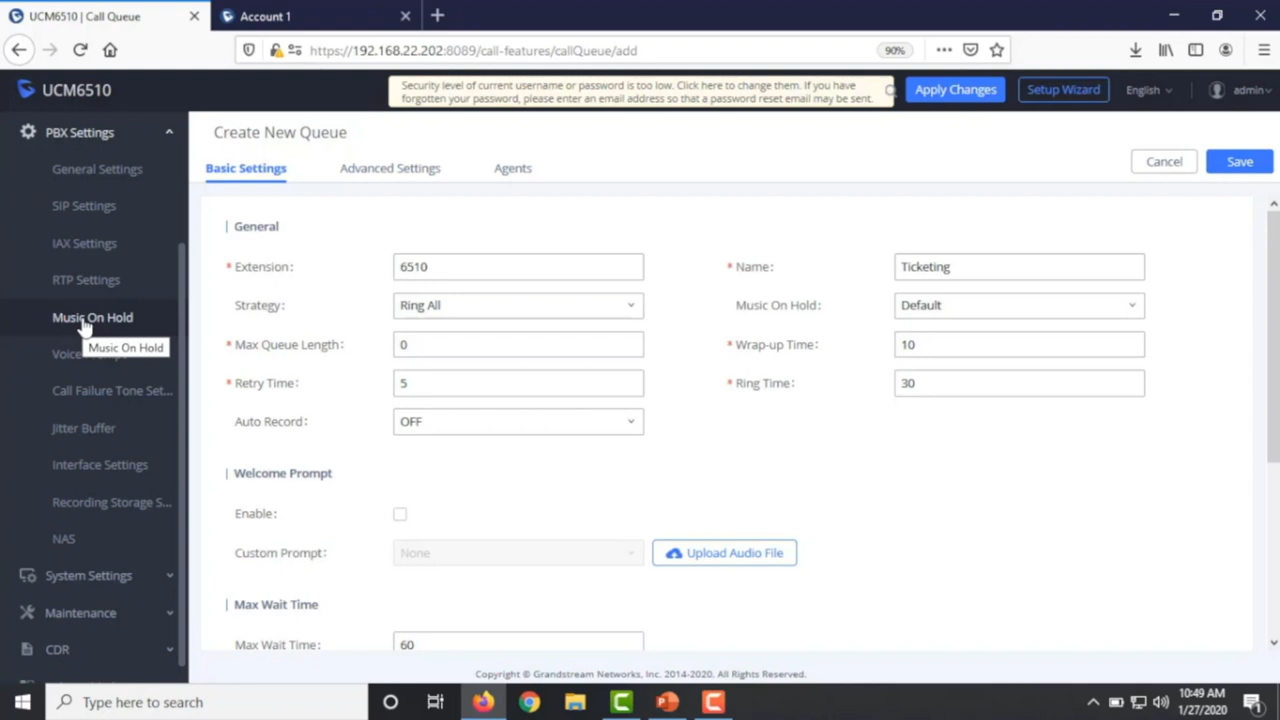 UCM6510 | Call Queue
Account 1
https://192.168.22.202:8089/call-features/callQueue/add
90%
UCM6510
Security level of current username or password is too low. Click here to change them. If you have
forgotten your password, please enter an email address so that a password reset email may be sent.
Apply Changes
Setup Wizard
English
admin
PBX Settings
General Settings
SIP Settings
IAX Settings
RTP Settings
Music On Hold
Music On Hold
Call Failure Tone Set...
Jitter Buffer
Interface Settings
Recording Storage S...
NAS
System Settings
Maintenance
CDR
Create New Queue
Basic Settings
Advanced Settings
Agents
Cancel
Save
| General
* Extension: 6510
* Name: Ticketing
Strategy: Ring All
Music On Hold: Default
* Max Queue Length: 0
* Wrap-up Time: 10
* Retry Time: 5
* Ring Time: 30
Auto Record: OFF
| Welcome Prompt
Enable:
Custom Prompt: None
Upload Audio File
| Max Wait Time
Max Wait Time: 60
Copyright © Grandstream Networks, Inc. 2014-2020. All Rights Reserved.
Type here to search
10:49 AM
1/27/2020
1